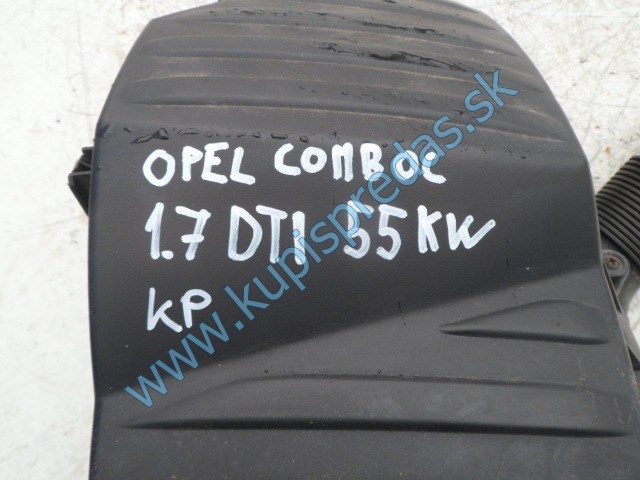 OPEL COMBO C
1.7 DTI 55 KW
KP
www.kupispredas.sk